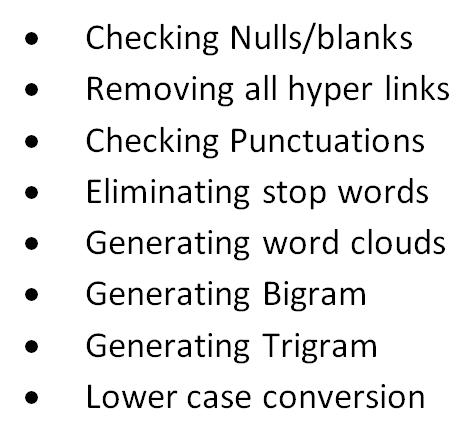 • Checking Nulls/blanks
• Removing all hyper links
• Checking Punctuations
• Eliminating stop words
• Generating word clouds
• Generating Bigram
• Generating Trigram
• Lower case conversion